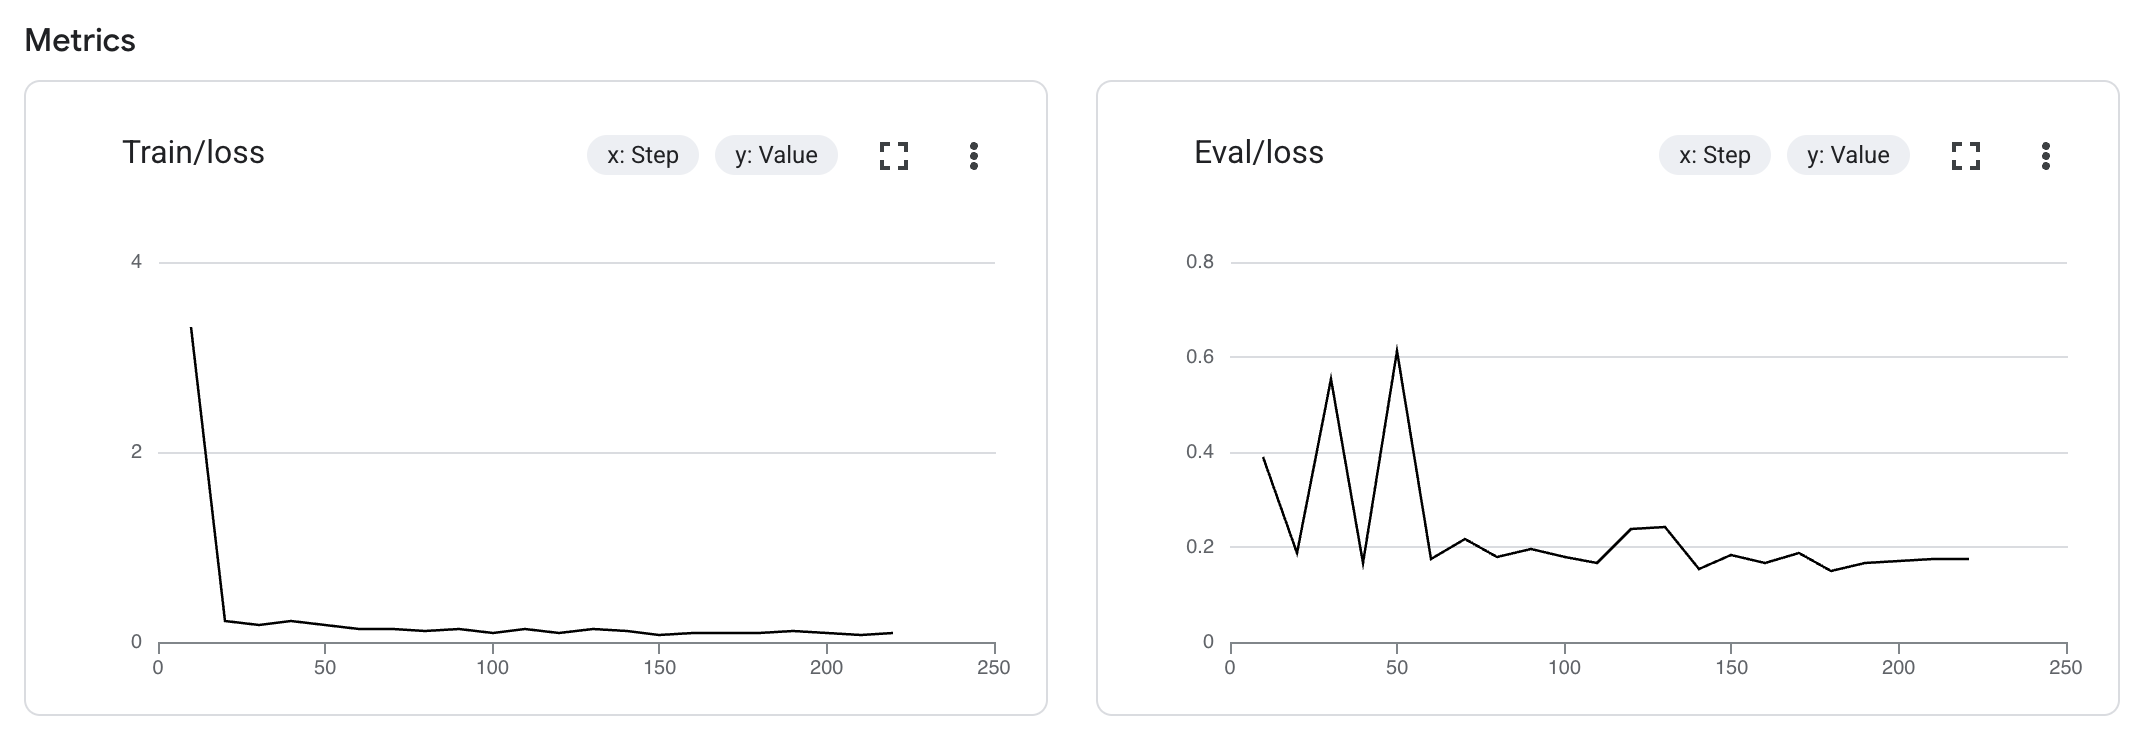 Metrics
Train/loss
x: Step
y: Value
4
2
0
0 50 100 150 200 250
Eval/loss
x: Step
y: Value
0.8
0.6
0.4
0.2
0
0 50 100 150 200 250